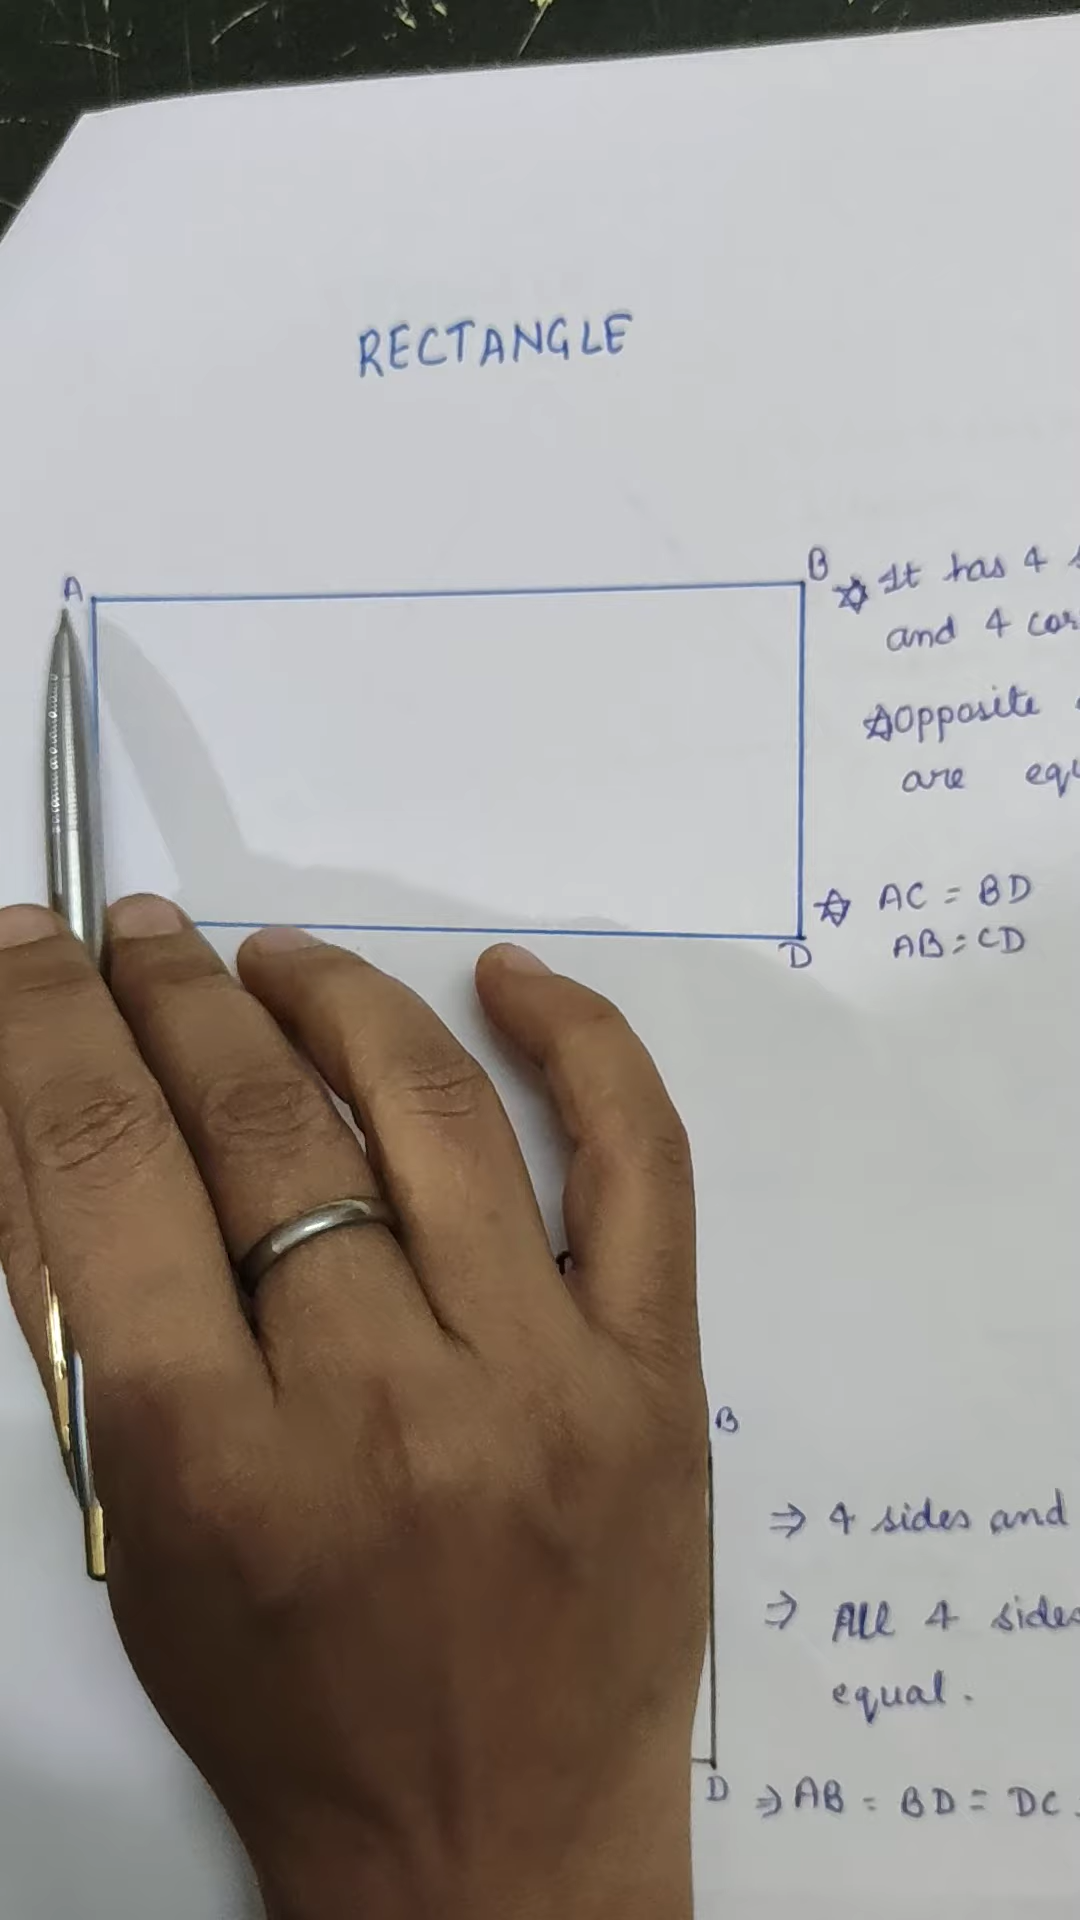 RECTANGLE
A
B
It has 4
and 4
Opposite
are
AC = BD
AB = CD
D
B
⇒ 4 sides and
⇒ All 4
equal.
D
⇒ AB = BD = DC